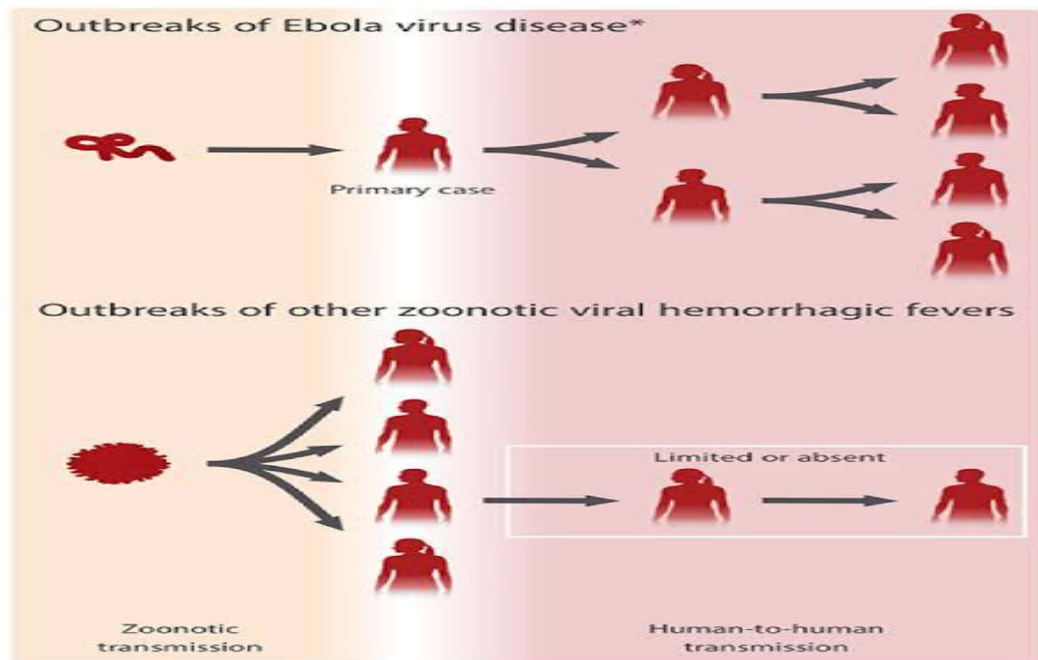 Outbreaks of Ebola virus disease*
Primary case
Outbreaks of other zoonotic viral hemorrhagic fevers
Limited or absent
Zoonotic
transmission
Human-to-human
transmission